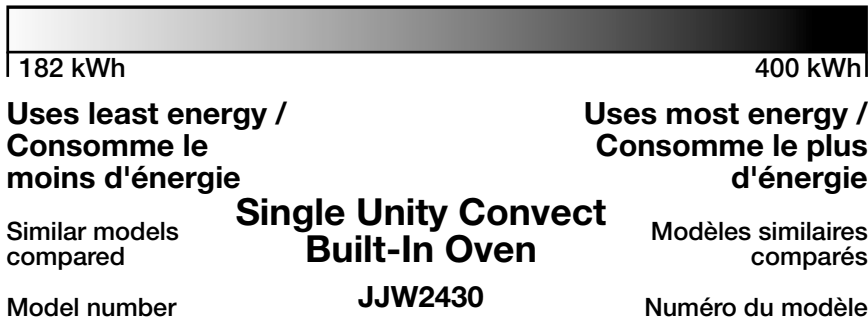 182 kWh 400 kWh
Uses least energy /
Consomme le
moins d'énergie
Uses most energy /
Consomme le plus
d'énergie
Similar models
compared
Single Unity Convect
Built-In Oven
Modèles similaires
comparés
Model number JJW2430 Numéro du modèle